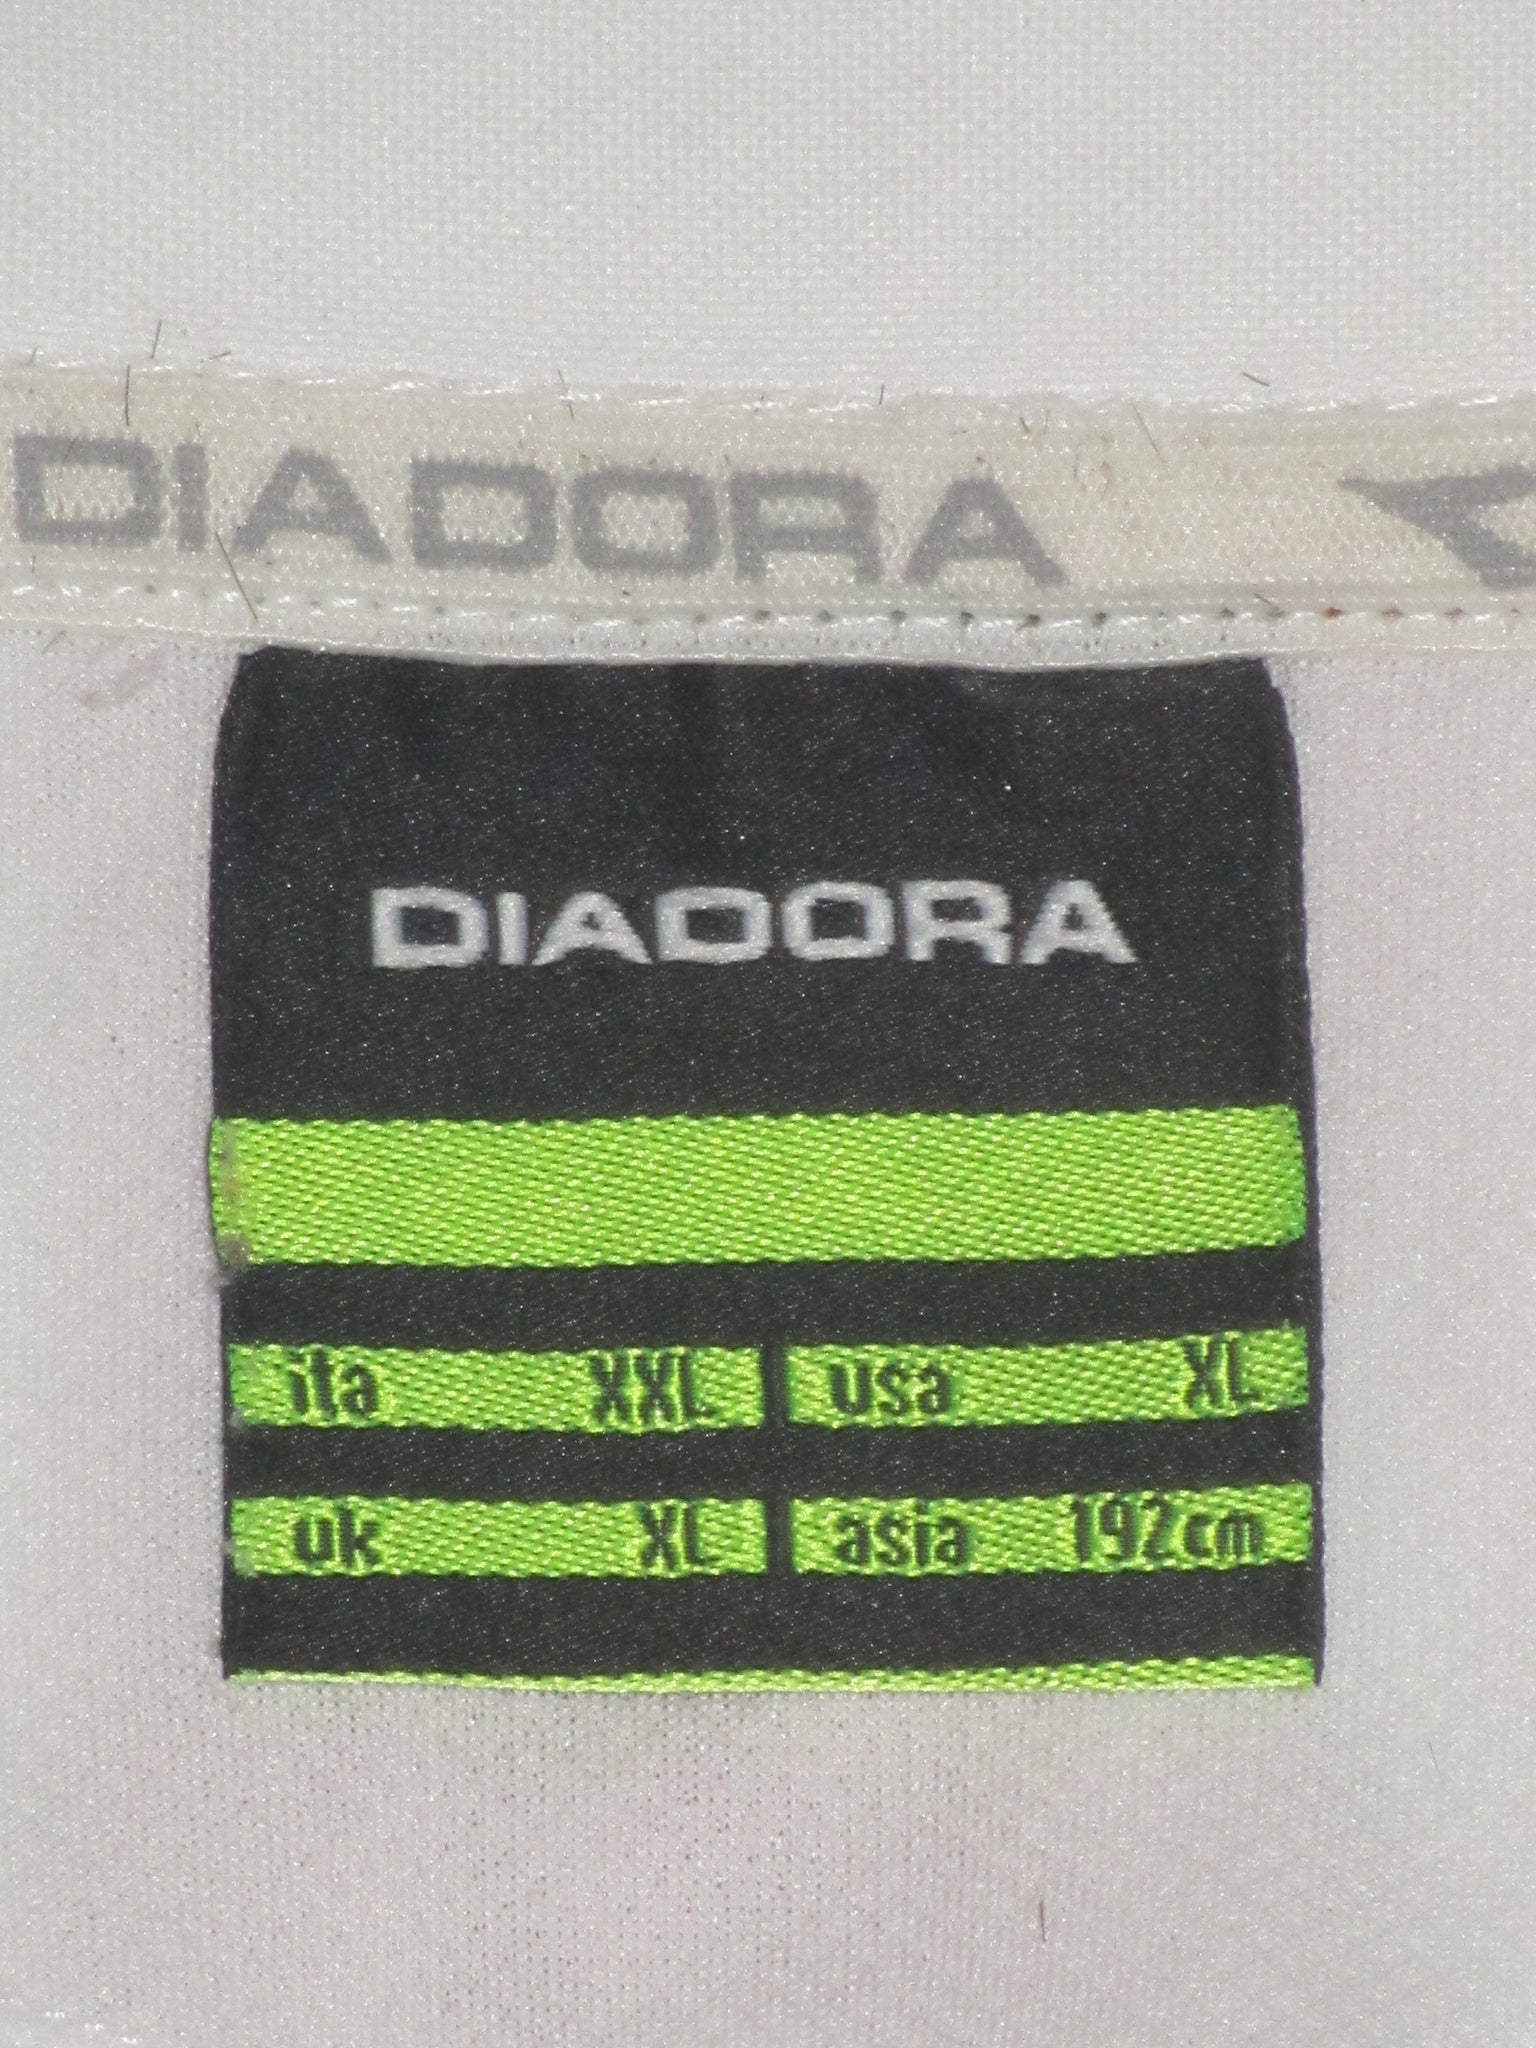 DIADORA
DIADORA
ita XXL usa XL
uk XL asia 192cm